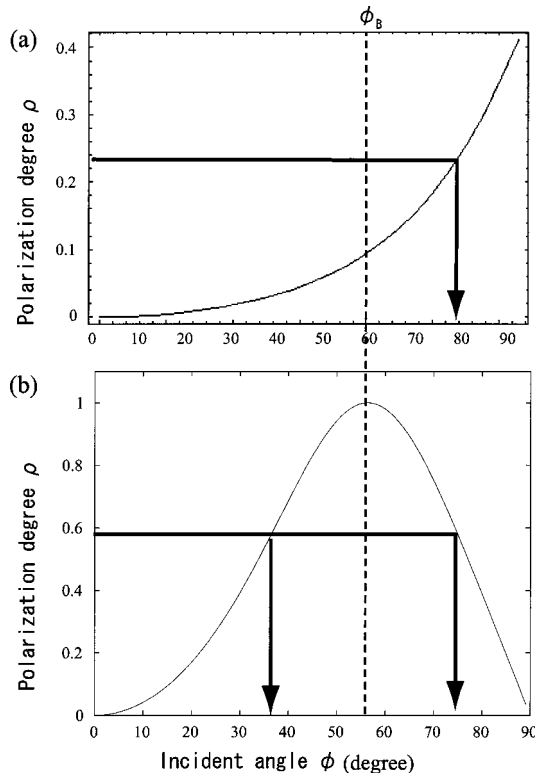 ϕB
(a)
0.4
0.3
0.2
0.1
0
Polarization degree ρ
0 10 20 30 40 50 60 70 80 90
(b)
1
0.8
0.6
0.4
0.2
0
Polarization degree ρ
0 10 20 30 40 50 60 70 80 90
Incident angle ϕ (degree)